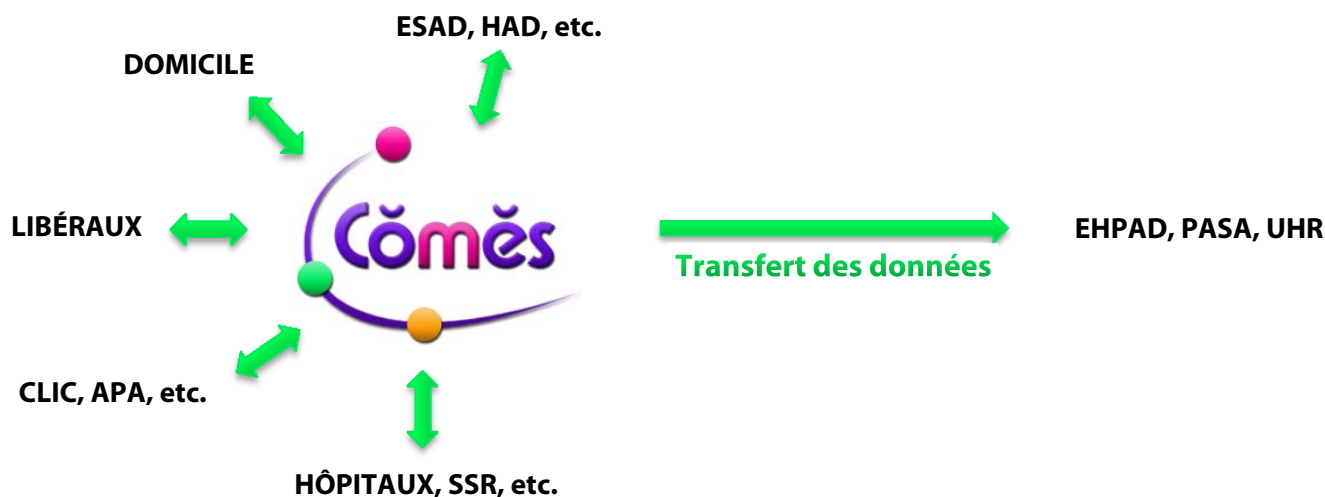 ESAD, HAD, etc.
DOMICILE
LIBÉRAUX
Cŏmĕs
EHPAD, PASA, UHR
Transfert des données
CLIC, APA, etc.
HÔPITAUX, SSR, etc.